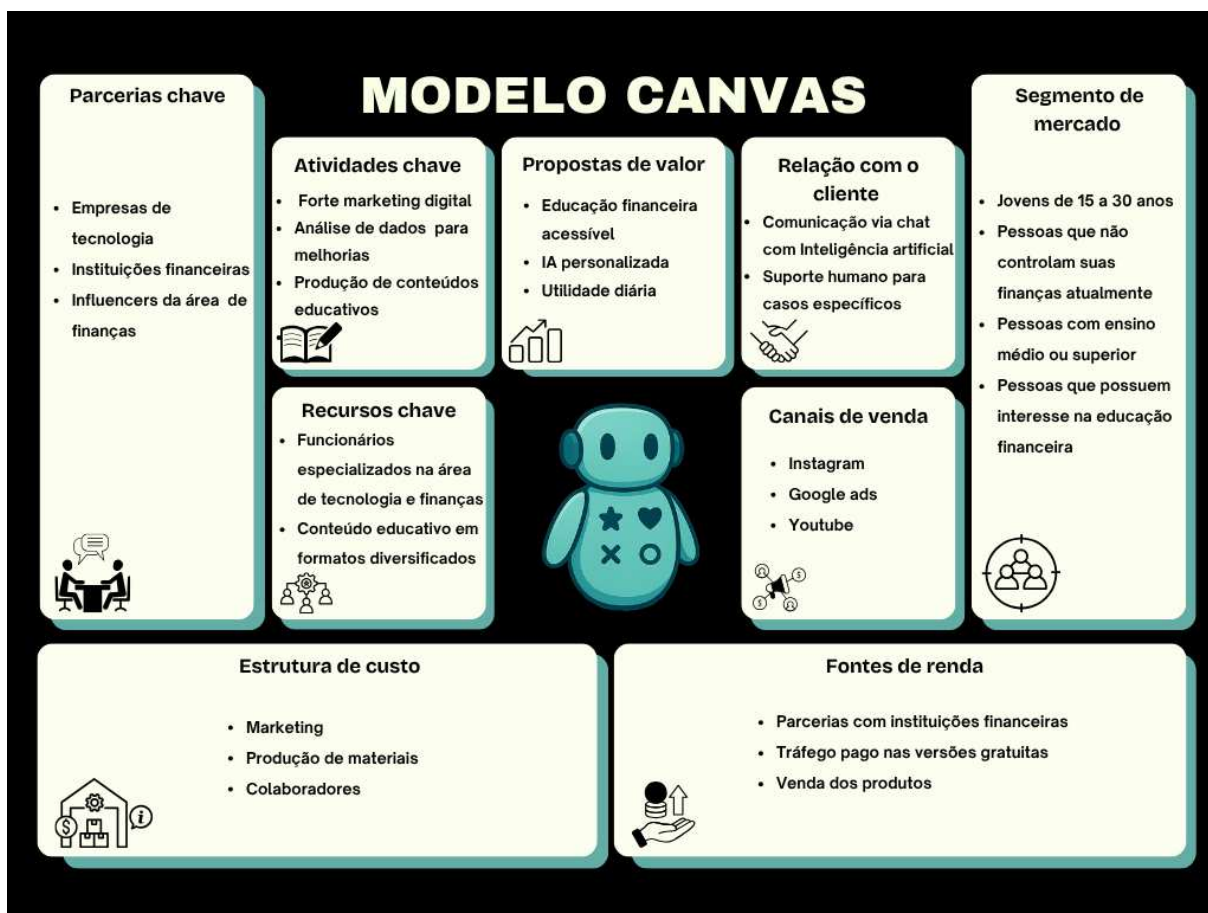 MODELO CANVAS
Parcerias chave
• Empresas de
tecnologia
• Instituições financeiras
• Influencers da área de
finanças
Atividades chave
• Forte marketing digital
• Análise de dados para
melhorias
• Produção de conteúdos
educativos
•
Recursos chave
• Funcionários
especializados na área
de tecnologia e finanças
• Conteúdo educativo em
formatos diversificados
Propostas de valor
• Educação financeira
acessível
• IA personalizada
• Utilidade diária
Relação com o
cliente
• Comunicação via chat
com Inteligência artificial
• Suporte humano para
casos específicos
Canais de venda
• Instagram
• Google ads
• Youtube
Segmento de
mercado
• Jovens de 15 a 30 anos
• Pessoas que não
controlam suas
finanças atualmente
• Pessoas com ensino
médio ou superior
• Pessoas que possuem
interesse na educação
financeira
Estrutura de custo
• Marketing
• Produção de materiais
• Colaboradores
Fontes de renda
• Parcerias com instituições financeiras
• Tráfego pago nas versões gratuitas
• Venda dos produtos